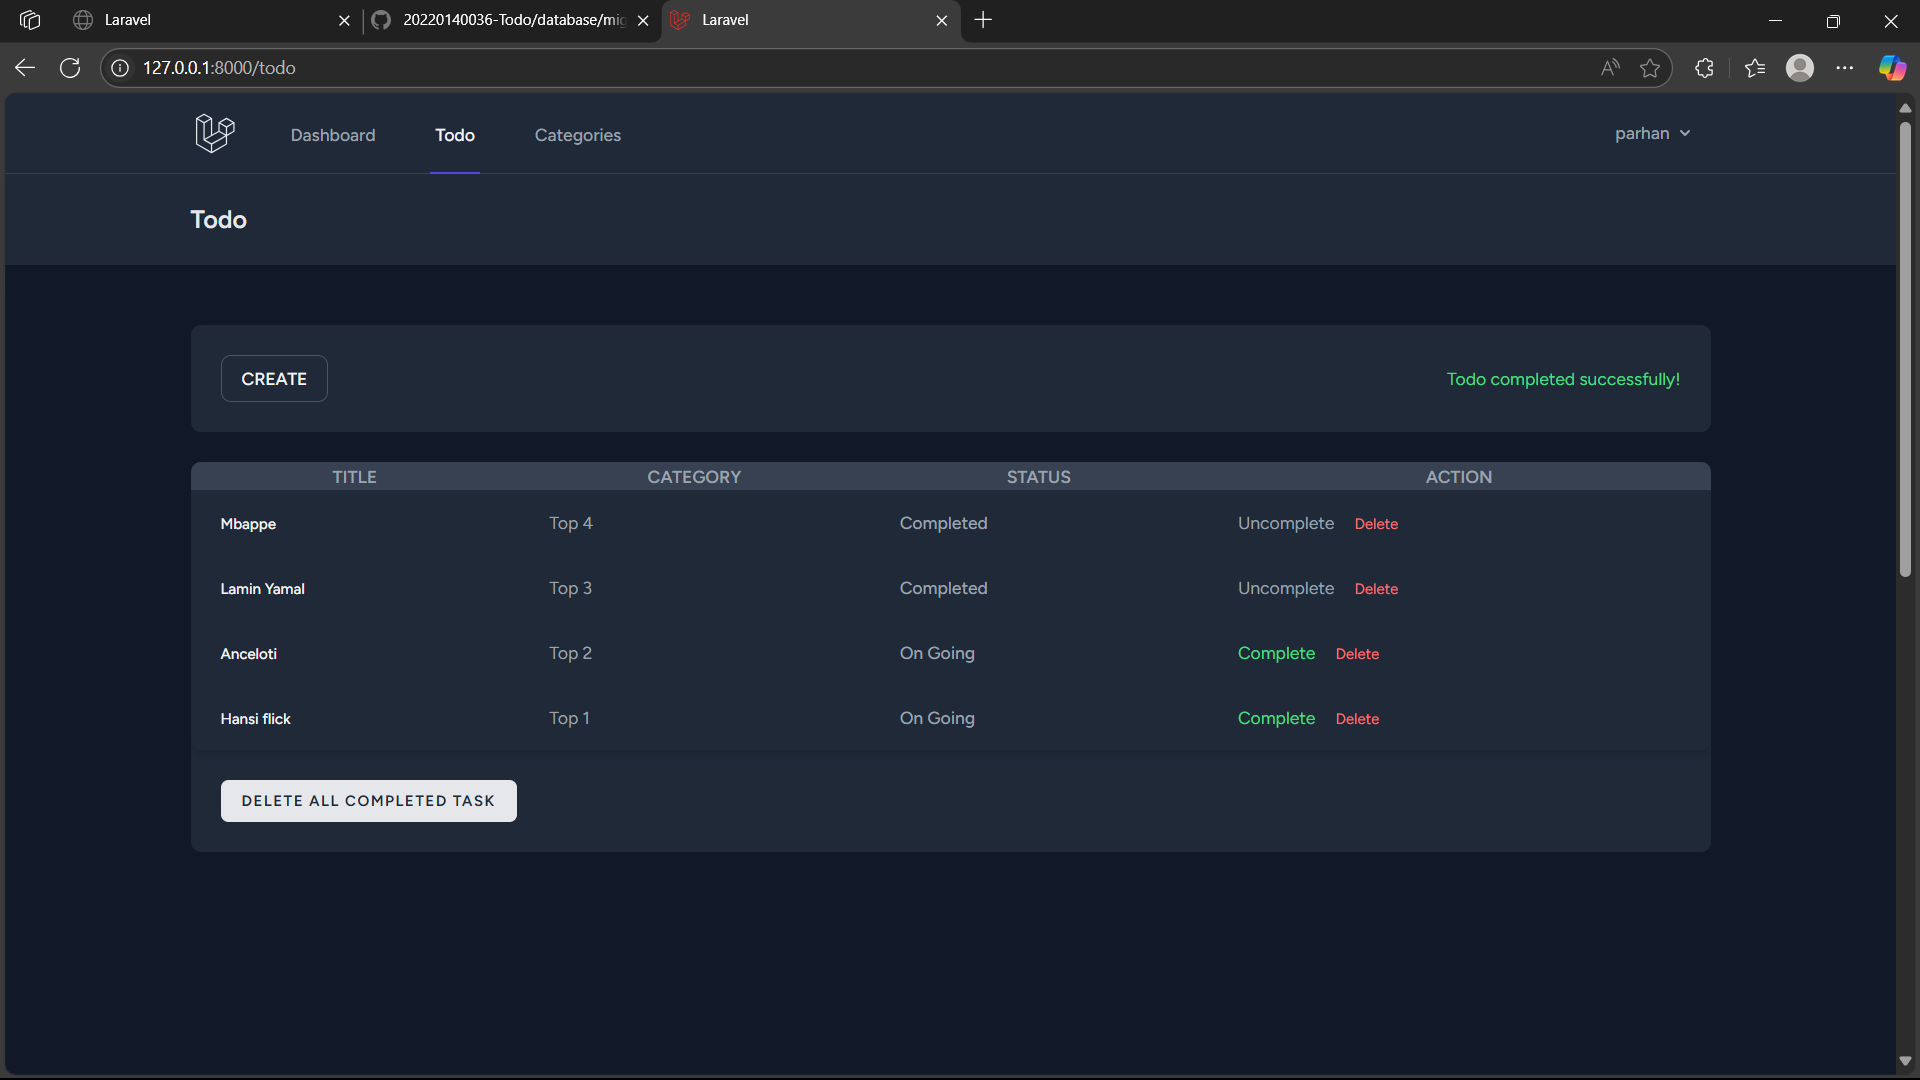 Laravel
20220140036-Todo/database/mig
Laravel
127.0.0.1:8000/todo
Dashboard
Todo
Categories
parhan
Todo
CREATE
Todo completed successfully!
TITLE CATEGORY STATUS ACTION
Mbappe Top 4 Completed Uncomplete Delete
Lamin Yamal Top 3 Completed Uncomplete Delete
Anceloti Top 2 On Going Complete Delete
Hansi flick Top 1 On Going Complete Delete
DELETE ALL COMPLETED TASK